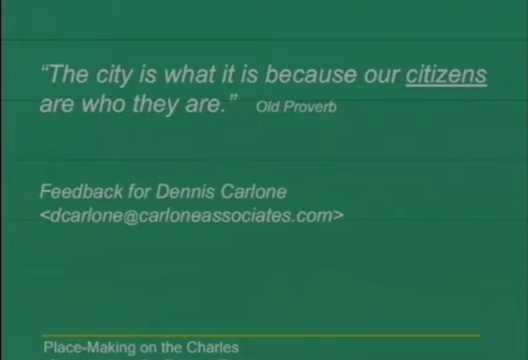 “The city is what it is because our citizens
are who they are.” Old Proverb
Feedback for Dennis Carlone
<dcarlone@carloneassociates.com>
Place-Making on the Charles